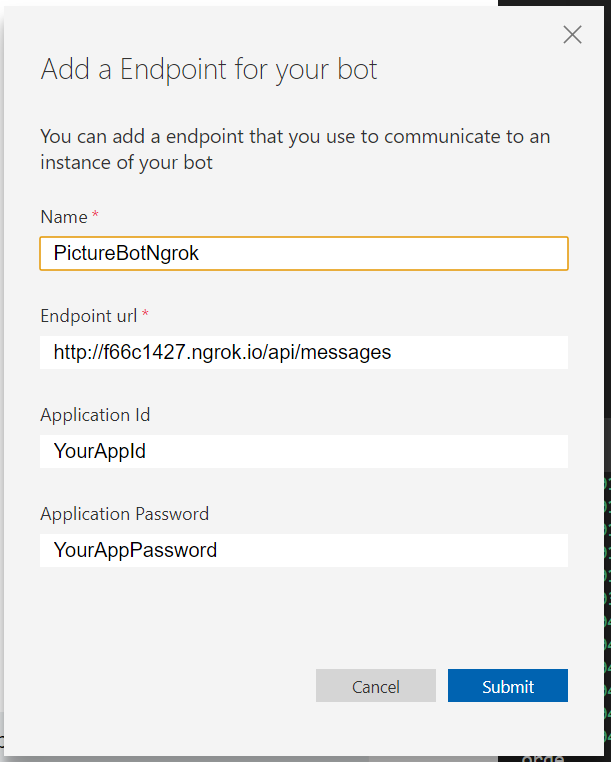 Add a Endpoint for your bot
You can add a endpoint that you use to communicate to an
instance of your bot
Name *
PictureBotNgrok
Endpoint url *
http://f66c1427.ngrok.io/api/messages
Application Id
YourAppId
Application Password
YourAppPassword
Cancel
Submit